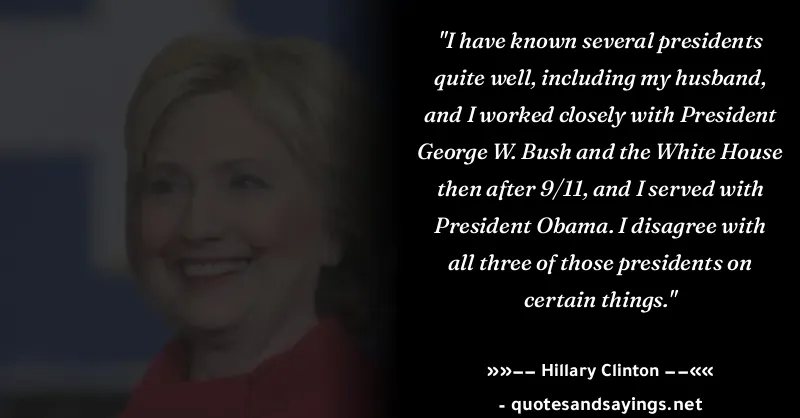 "I have known several presidents
quite well, including my husband,
and I worked closely with President
George W. Bush and the White House
then after 9/11, and I served with
President Obama. I disagree with
all three of those presidents on
certain things."
»»−− Hillary Clinton −−««
- quotesandsayings.net